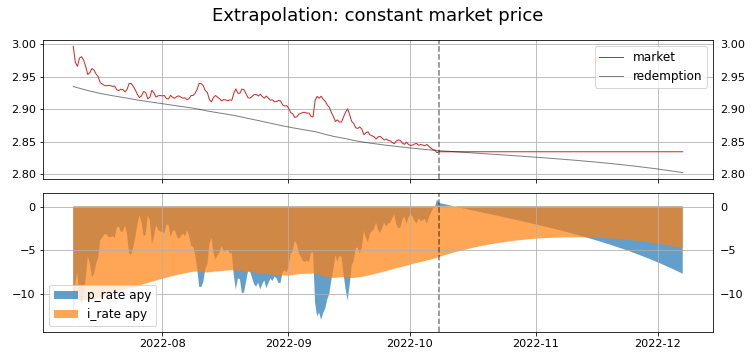 Extrapolation: constant market price
3.00 3.00
2.95 2.95
2.90 2.90
2.85 2.85
2.80 2.80
market
redemption
0 0
−5 −5
−10 −10
p_rate apy
i_rate apy
2022-08 2022-09 2022-10 2022-11 2022-12